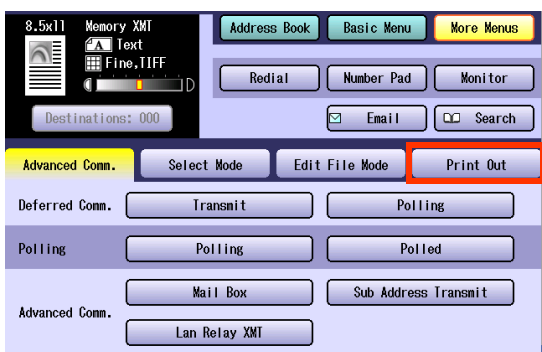 8.5x11 Memory XMT
A Text
Fine,TIFF
D
Destinations: 000
Address Book Basic Menu More Menus
Redial Number Pad Monitor
Email Search
Advanced Comm. Select Mode Edit File Mode Print Out
Deferred Comm. Transmit Polling
Polling Polling Polled
Advanced Comm. Mail Box Sub Address Transmit
Lan Relay XMT